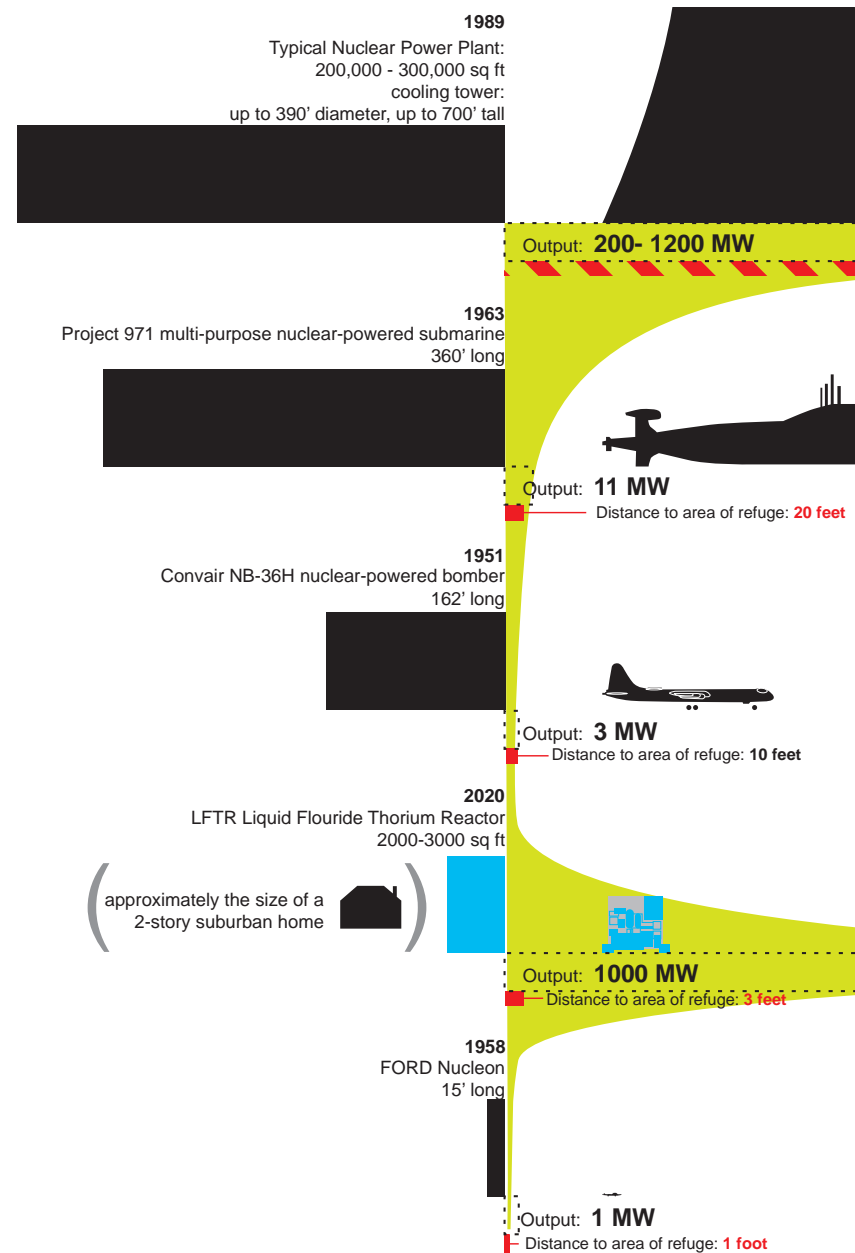 1989
Typical Nuclear Power Plant:
200,000 - 300,000 sq ft
cooling tower:
up to 390’ diameter, up to 700’ tall
Output: 200- 1200 MW
1963
Project 971 multi-purpose nuclear-powered submarine
360’ long
Output: 11 MW
Distance to area of refuge: 20 feet
1951
Convair NB-36H nuclear-powered bomber
162’ long
Output: 3 MW
Distance to area of refuge: 10 feet
2020
LFTR Liquid Flouride Thorium Reactor
2000-3000 sq ft
(approximately the size of a
2-story suburban home)
Output: 1000 MW
Distance to area of refuge: 3 feet
1958
FORD Nucleon
15’ long
Output: 1 MW
Distance to area of refuge: 1 foot